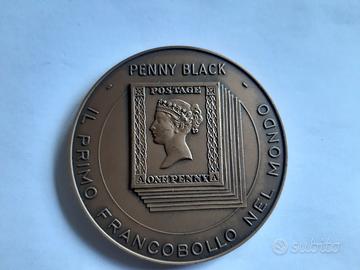 - PENNY BLACK -
POSTAGE
ONE PENNY
IL PRIMO FRANCOBOLLO NEL MONDO
subito